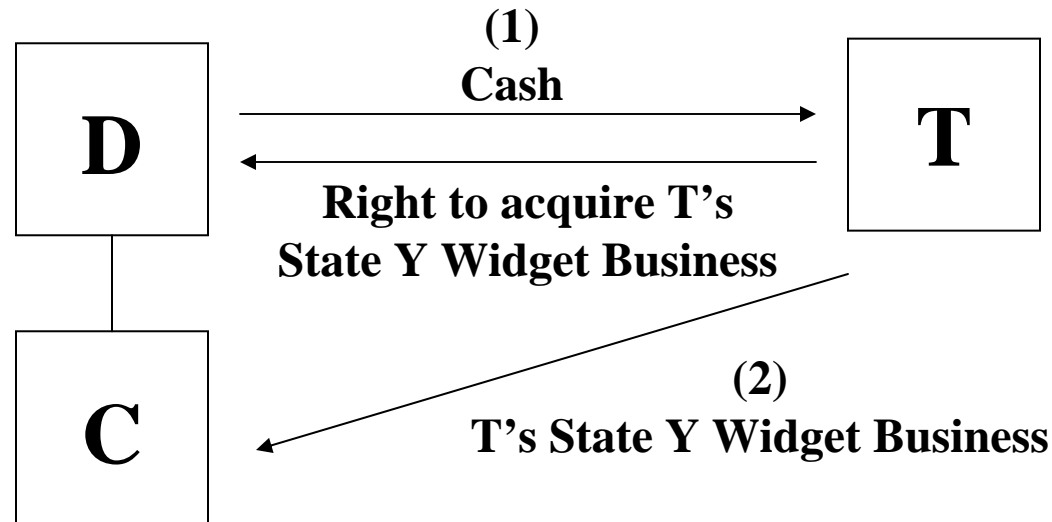 (1)
Cash
D
T
Right to acquire T's
State Y Widget Business
(2)
C
T's State Y Widget Business